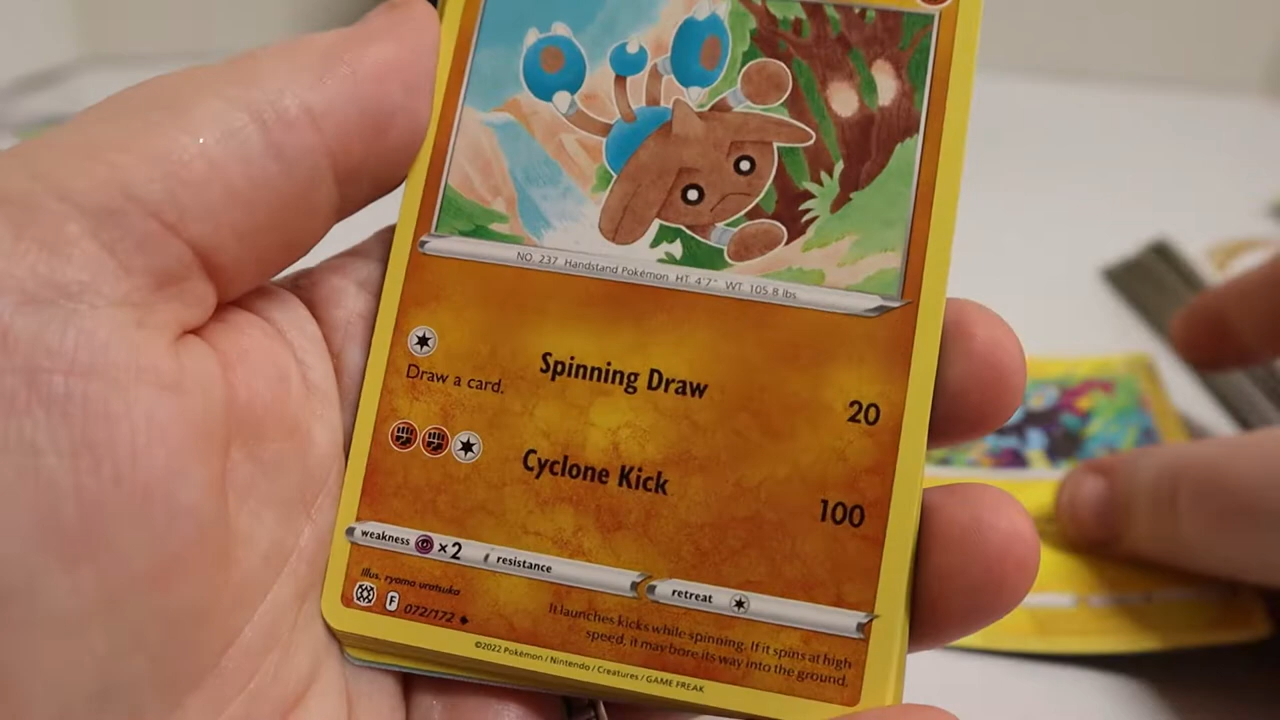 NO. 237 Handstand Pokémon HT. 4'7" WT. 105.8 lbs.
Spinning Draw 20
Draw a card.
Cyclone Kick 100
weakness ×2 resistance retreat
Illus. ryoma uratsuka
F 072/172
It launches kicks while spinning. If it spins at high
speed, it may bore its way into the ground.
©2022 Pokémon / Nintendo / Creatures / GAME FREAK